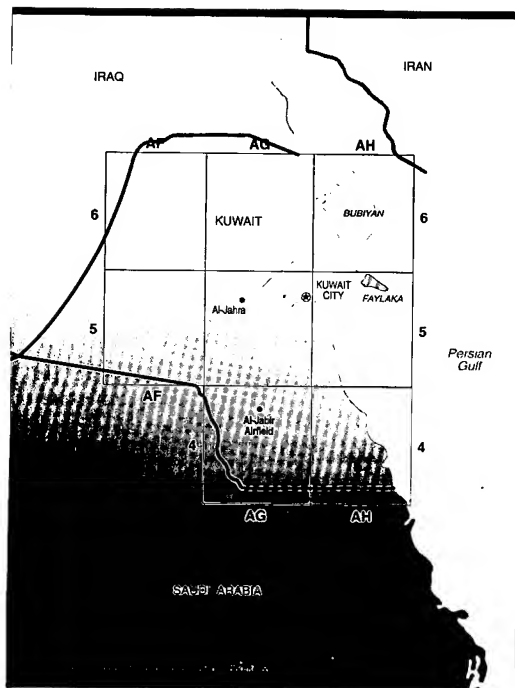 IRAN
IRAQ
AF
AG
AH
6
6
BUBIYAN
KUWAIT
KUWAIT
CITY
FAYLAKA
Al-Jahra
5
5
Persian
Gulf
AF
Al-Jabir
Airfield
4
4
AG
AH
SAUDI ARABIA